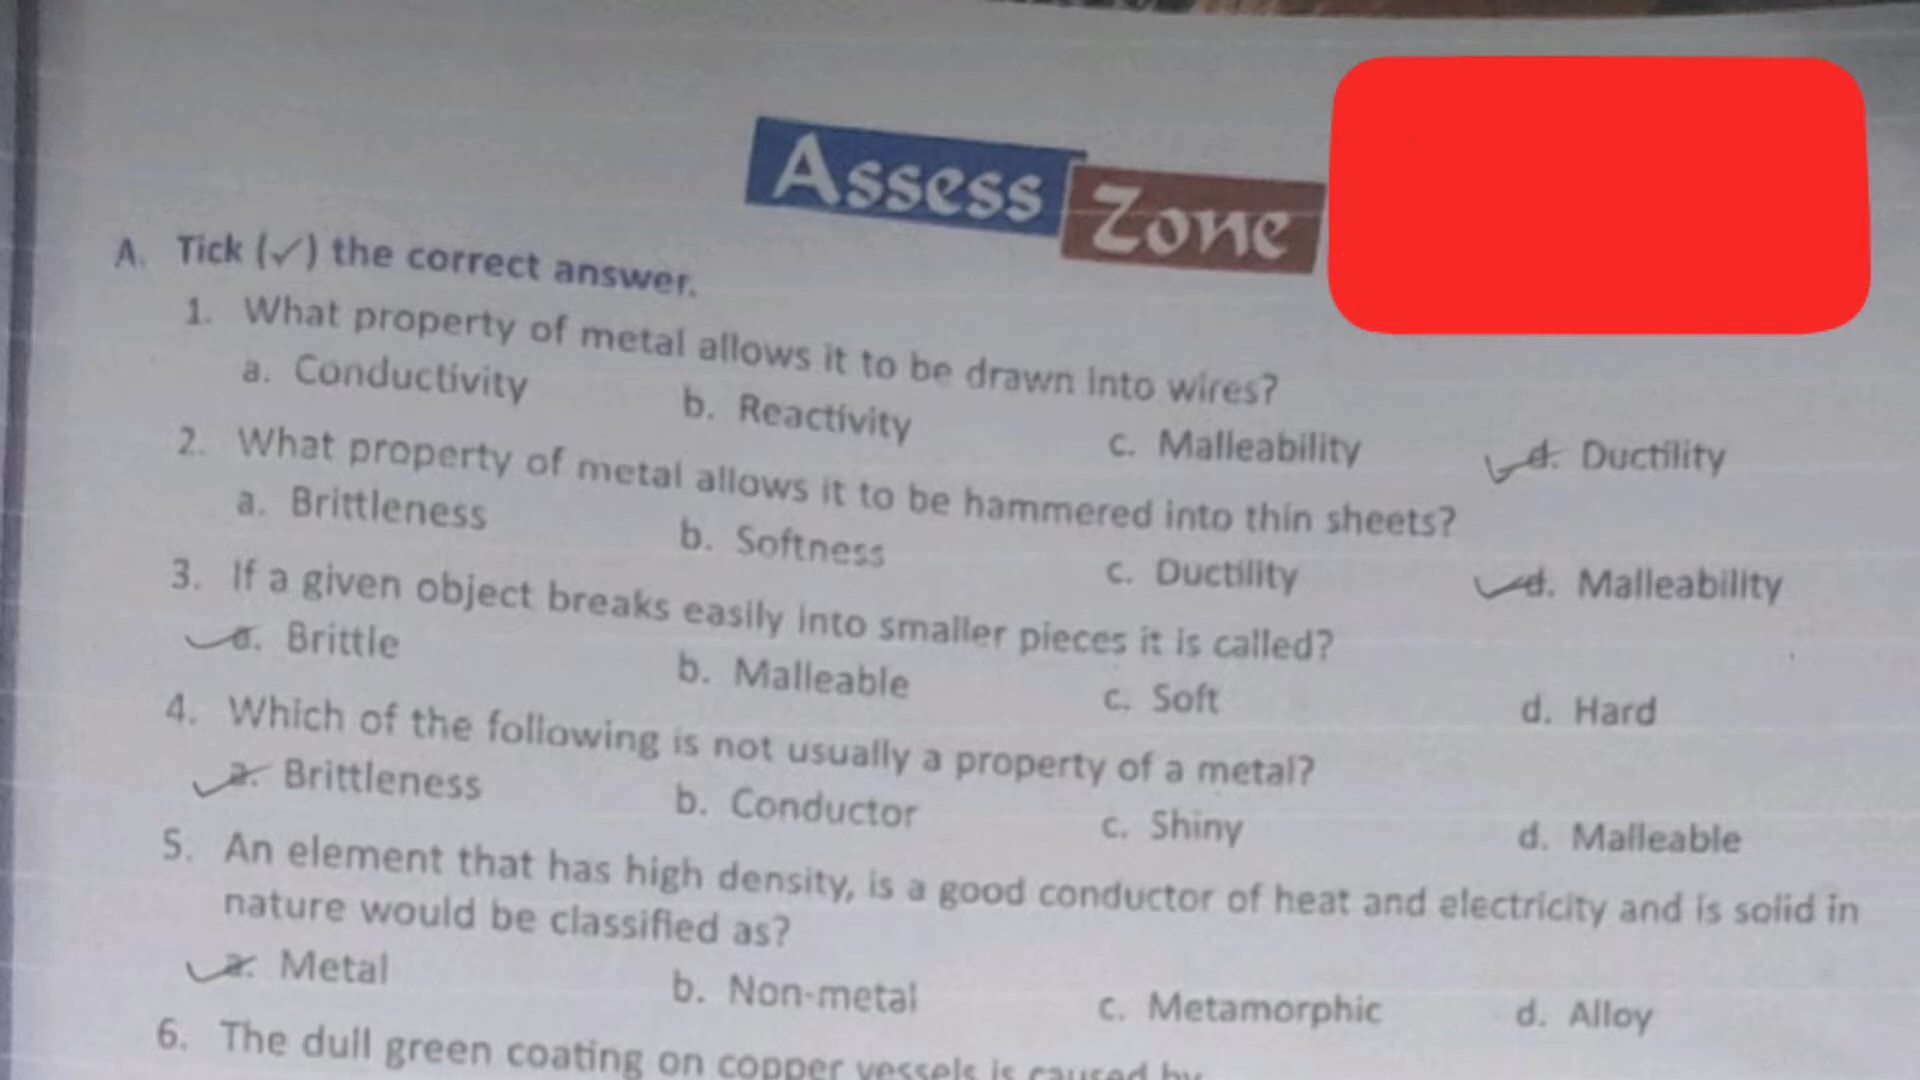 Assess Zone
A. Tick (✓) the correct answer.
1. What property of metal allows it to be drawn into wires?
a. Conductivity b. Reactivity c. Malleability ✓d. Ductility
2. What property of metal allows it to be hammered into thin sheets?
a. Brittleness b. Softness c. Ductility ✓d. Malleability
3. If a given object breaks easily into smaller pieces it is called?
✓a. Brittle b. Malleable c. Soft d. Hard
4. Which of the following is not usually a property of a metal?
✓a. Brittleness b. Conductor c. Shiny d. Malleable
5. An element that has high density, is a good conductor of heat and electricity and is solid in
nature would be classified as?
✓a. Metal b. Non-metal c. Metamorphic d. Alloy
6. The dull green coating on copper vessels is caused by